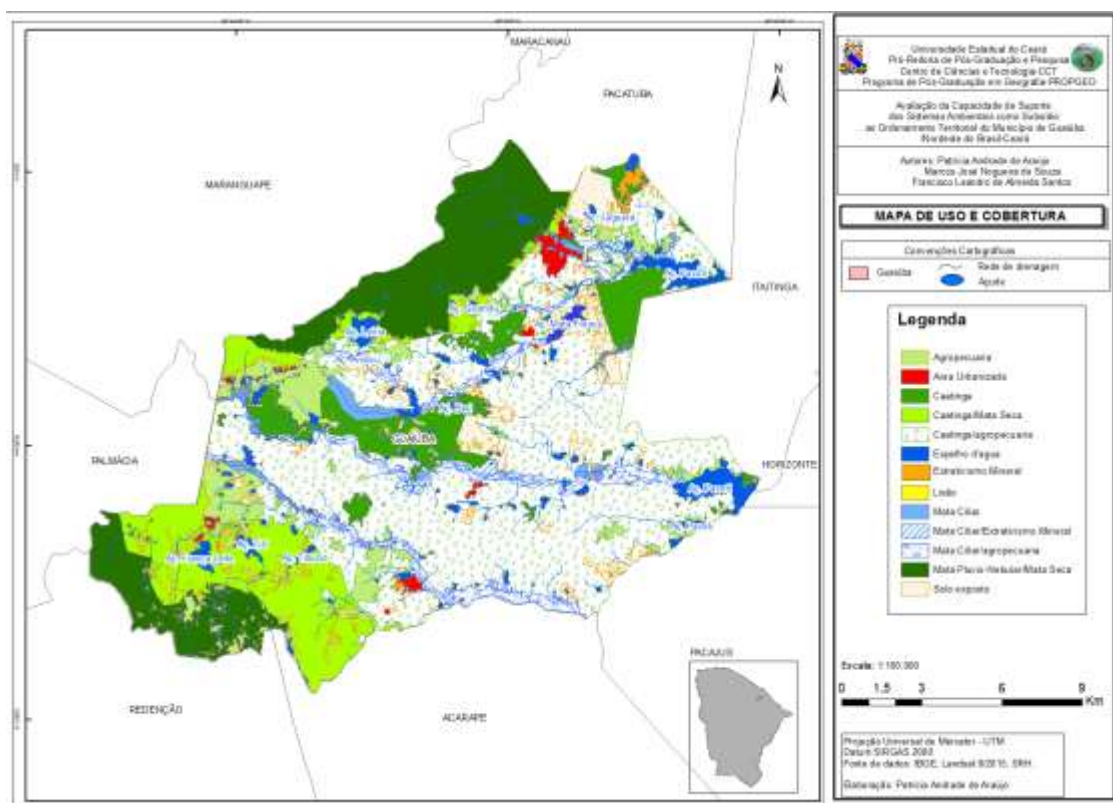 MARACANAÚ
N
PACATUBA
MARANGUAPE
ITAITINGA
GUAIÚBA
PALMÁCIA
HORIZONTE
REDENÇÃO
ACARAPE
PACAJUS
Universidade Estadual do Ceará
Pró-Reitoria de Pós-Graduação e Pesquisa
Centro de Ciências e Tecnologia-CCT
Programa de Pós-Graduação em Geografia-PROPGEO
Avaliação da Capacidade de Suporte
dos Sistemas Ambientais como Subsídio
ao Ordenamento Territorial do Município de Guaiúba
Nordeste do Brasil-Ceará
Autores: Patrícia Andrade de Araújo
Marcos José Nogueira de Souza
Francisco Leandro de Almeida Santos
MAPA DE USO E COBERTURA
Convenções Cartográficas
Guaiúba
Rede de drenagem
Açude
Legenda
Agropecuaria
Area Urbanizada
Caatinga
Caatinga/Mata Seca
Caatinga/agropecuaria
Espelho d'agua
Extrativismo Mineral
Lixão
Mata Ciliar
Mata Ciliar/Extrativismo Mineral
Mata Ciliar/agropecuaria
Mata Pluvio-Nebular/Mata Seca
Solo exposto
Escala: 1:100.000
0 1,5 3 6 9
Km
Projeção Universal de Mercator - UTM
Datum SIRGAS 2000
Fonte de dados: IBGE, Landsat 8/2015, SRH
Elaboração: Patrícia Andrade de Araújo